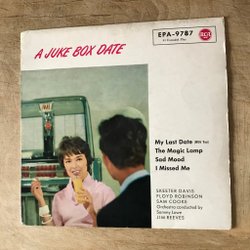 A JUKE BOX DATE
EPA-9787
RCA
My Last Date (With You)
The Magic Lamp
Sad Mood
I Missed Me
SKEETER DAVIS
FLOYD ROBINSON
SAM COOKE
Orchestra conducted by
Sammy Lowe
JIM REEVES